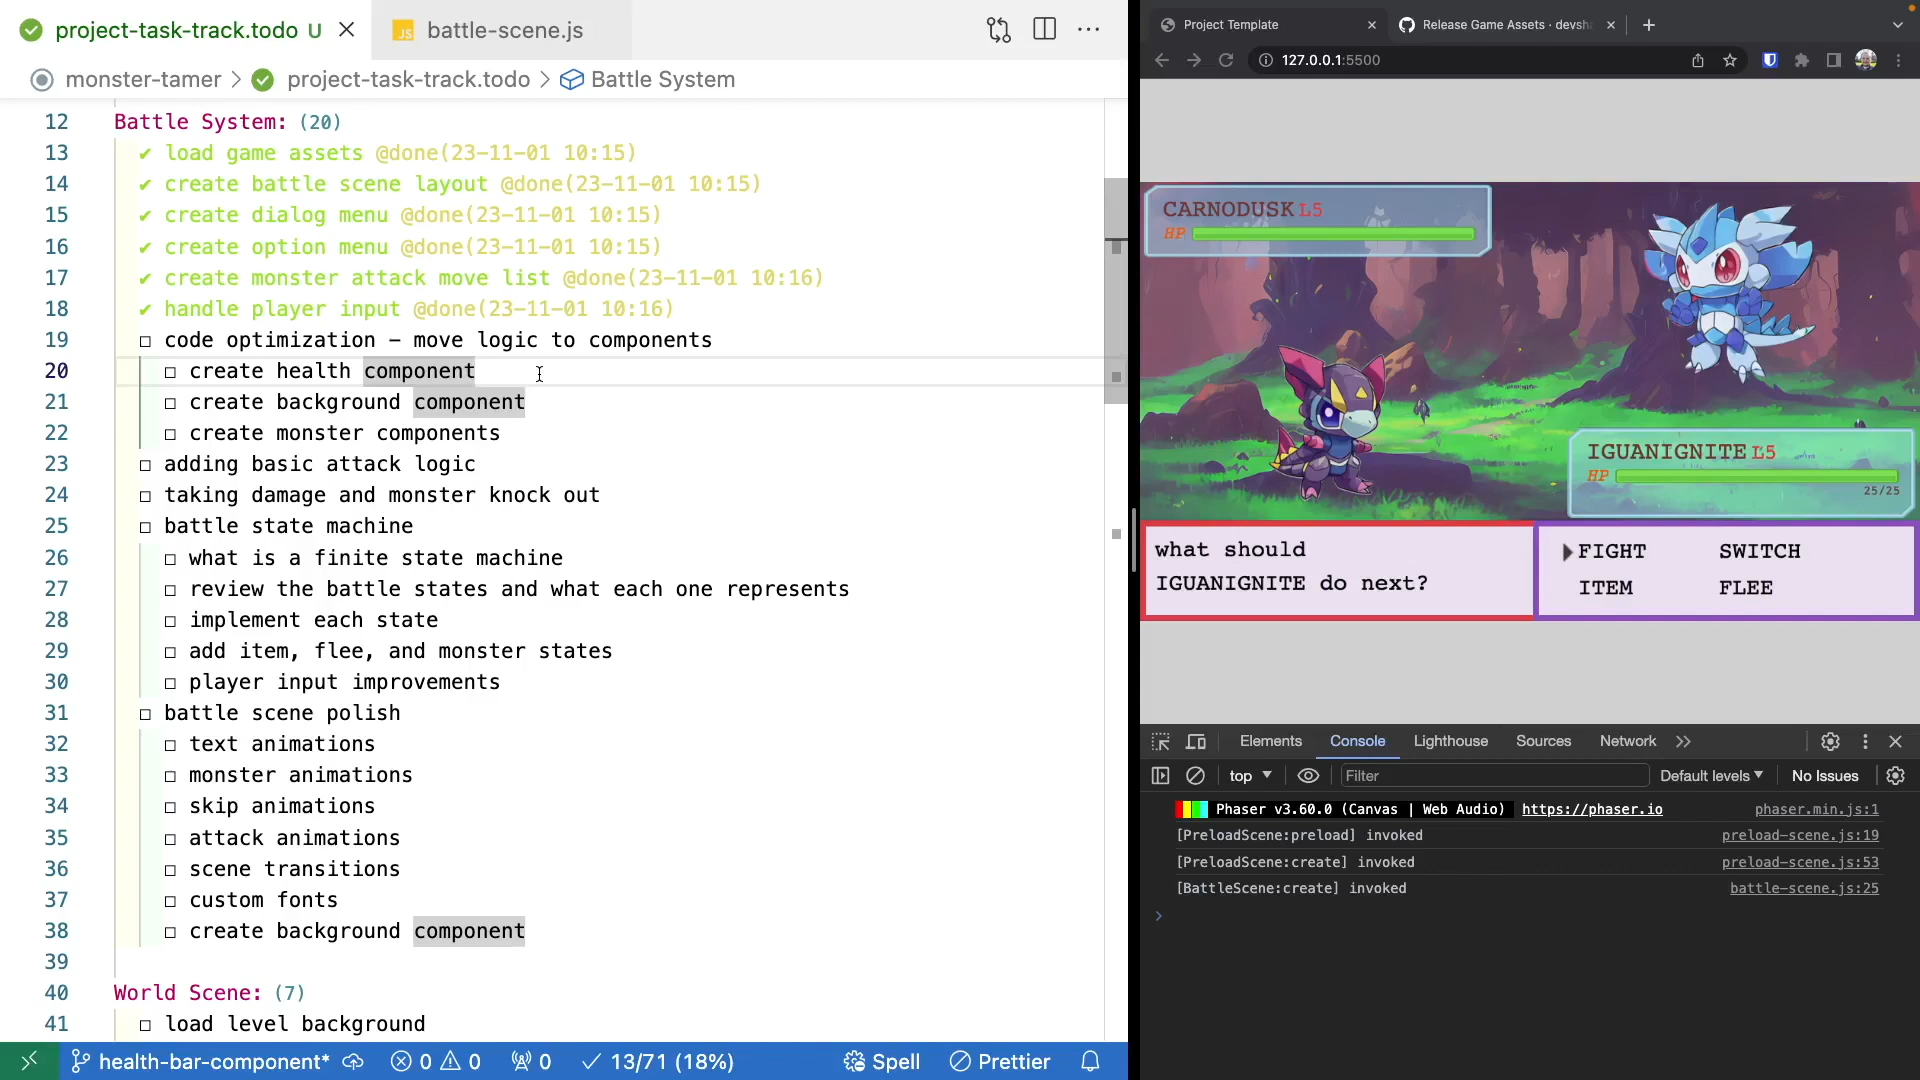 project-task-track.todo U
battle-scene.js
monster-tamer > project-task-track.todo > Battle System
12 Battle System: (20)
13 ✔ load game assets @done(23-11-01 10:15)
14 ✔ create battle scene layout @done(23-11-01 10:15)
15 ✔ create dialog menu @done(23-11-01 10:15)
16 ✔ create option menu @done(23-11-01 10:15)
17 ✔ create monster attack move list @done(23-11-01 10:16)
18 ✔ handle player input @done(23-11-01 10:16)
19 ☐ code optimization – move logic to components
20 ☐ create health component
21 ☐ create background component
22 ☐ create monster components
23 ☐ adding basic attack logic
24 ☐ taking damage and monster knock out
25 ☐ battle state machine
26 ☐ what is a finite state machine
27 ☐ review the battle states and what each one represents
28 ☐ implement each state
29 ☐ add item, flee, and monster states
30 ☐ player input improvements
31 ☐ battle scene polish
32 ☐ text animations
33 ☐ monster animations
34 ☐ skip animations
35 ☐ attack animations
36 ☐ scene transitions
37 ☐ custom fonts
38 ☐ create background component
39
40 World Scene: (7)
41 ☐ load level background
health-bar-component* 0 0 0 13/71 (18%) Spell Prettier
Project Template
Release Game Assets · devsha
127.0.0.1:5500
CARNODUSK L5
HP
IGUANIGNITE L5
HP
25/25
what should
IGUANIGNITE do next?
FIGHT SWITCH
ITEM FLEE
Elements Console Lighthouse Sources Network
top Filter Default levels No Issues
Phaser v3.60.0 (Canvas | Web Audio) https://phaser.io phaser.min.js:1
[PreloadScene:preload] invoked preload-scene.js:19
[PreloadScene:create] invoked preload-scene.js:53
[BattleScene:create] invoked battle-scene.js:25